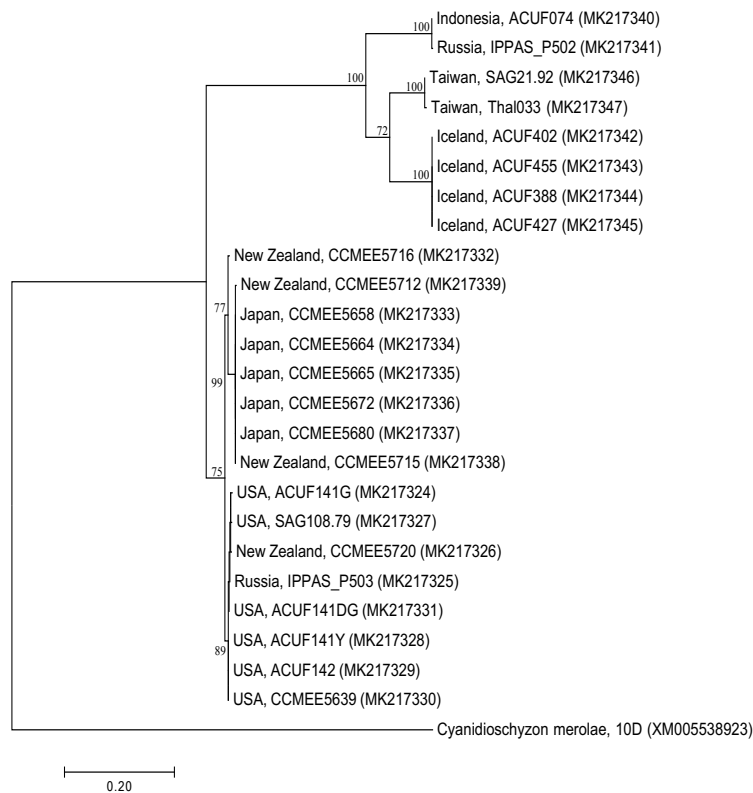 Indonesia, ACUF074 (MK217340)
100
Russia, IPPAS_P502 (MK217341)
100
Taiwan, SAG21.92 (MK217346)
100
Taiwan, Thal033 (MK217347)
72
Iceland, ACUF402 (MK217342)
Iceland, ACUF455 (MK217343)
100
Iceland, ACUF388 (MK217344)
Iceland, ACUF427 (MK217345)
New Zealand, CCMEE5716 (MK217332)
New Zealand, CCMEE5712 (MK217339)
77
Japan, CCMEE5658 (MK217333)
Japan, CCMEE5664 (MK217334)
Japan, CCMEE5665 (MK217335)
99
Japan, CCMEE5672 (MK217336)
Japan, CCMEE5680 (MK217337)
New Zealand, CCMEE5715 (MK217338)
75
USA, ACUF141G (MK217324)
USA, SAG108.79 (MK217327)
New Zealand, CCMEE5720 (MK217326)
Russia, IPPAS_P503 (MK217325)
USA, ACUF141DG (MK217331)
USA, ACUF141Y (MK217328)
89
USA, ACUF142 (MK217329)
USA, CCMEE5639 (MK217330)
Cyanidioschyzon merolae, 10D (XM005538923)
0.20